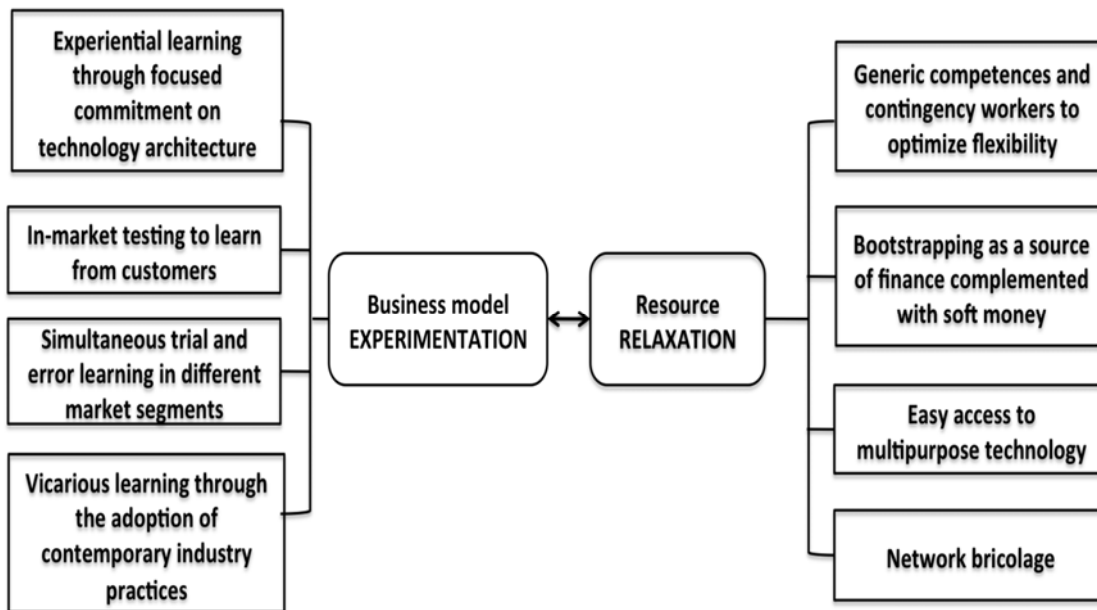 Experiential learning
through focused
commitment on
technology architecture
In-market testing to learn
from customers
Simultaneous trial and
error learning in different
market segments
Vicarious learning through
the adoption of
contemporary industry
practices
Business model
EXPERIMENTATION
Resource
RELAXATION
Generic competences and
contingency workers to
optimize flexibility
Bootstrapping as a source
of finance complemented
with soft money
Easy access to
multipurpose technology
Network bricolage